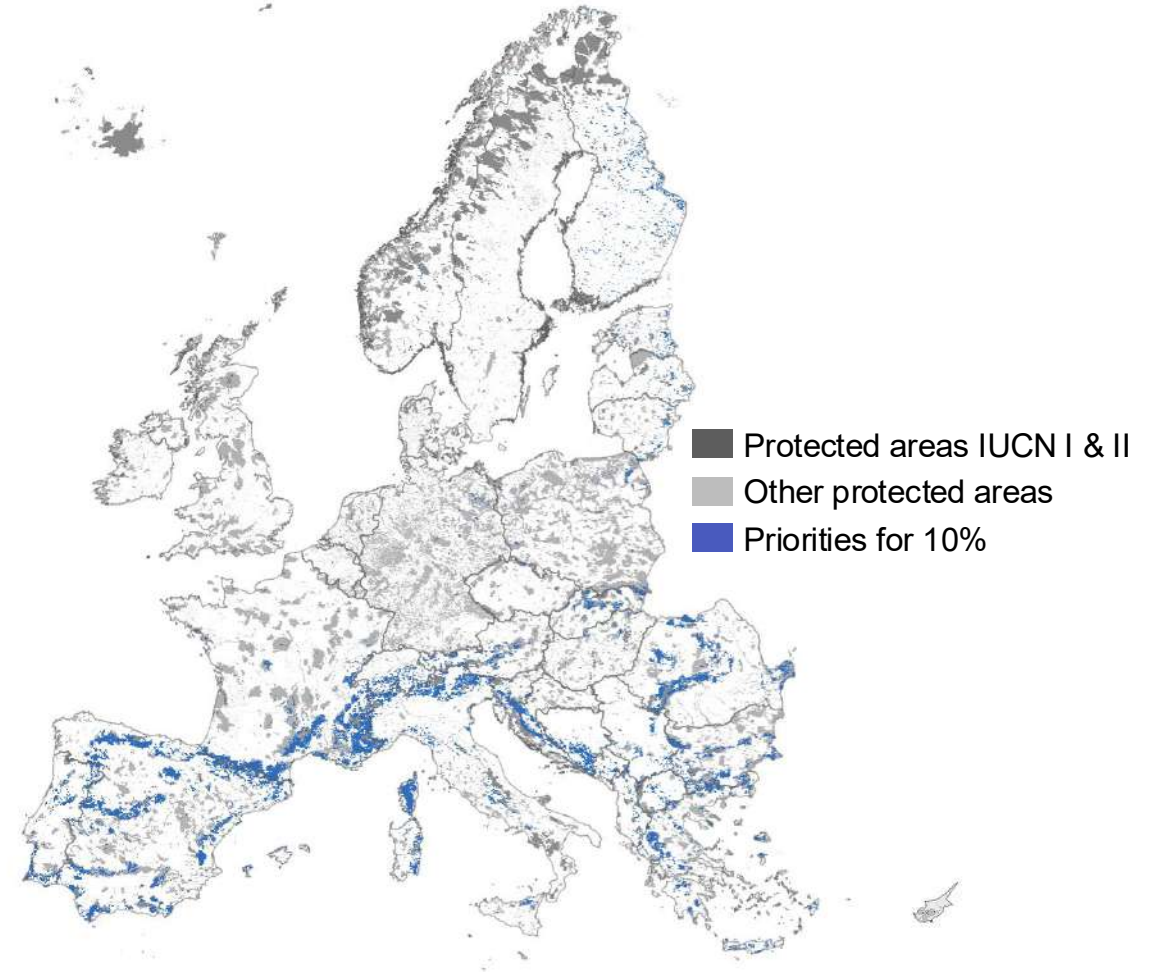 Protected areas IUCN I & II
Other protected areas
Priorities for 10%